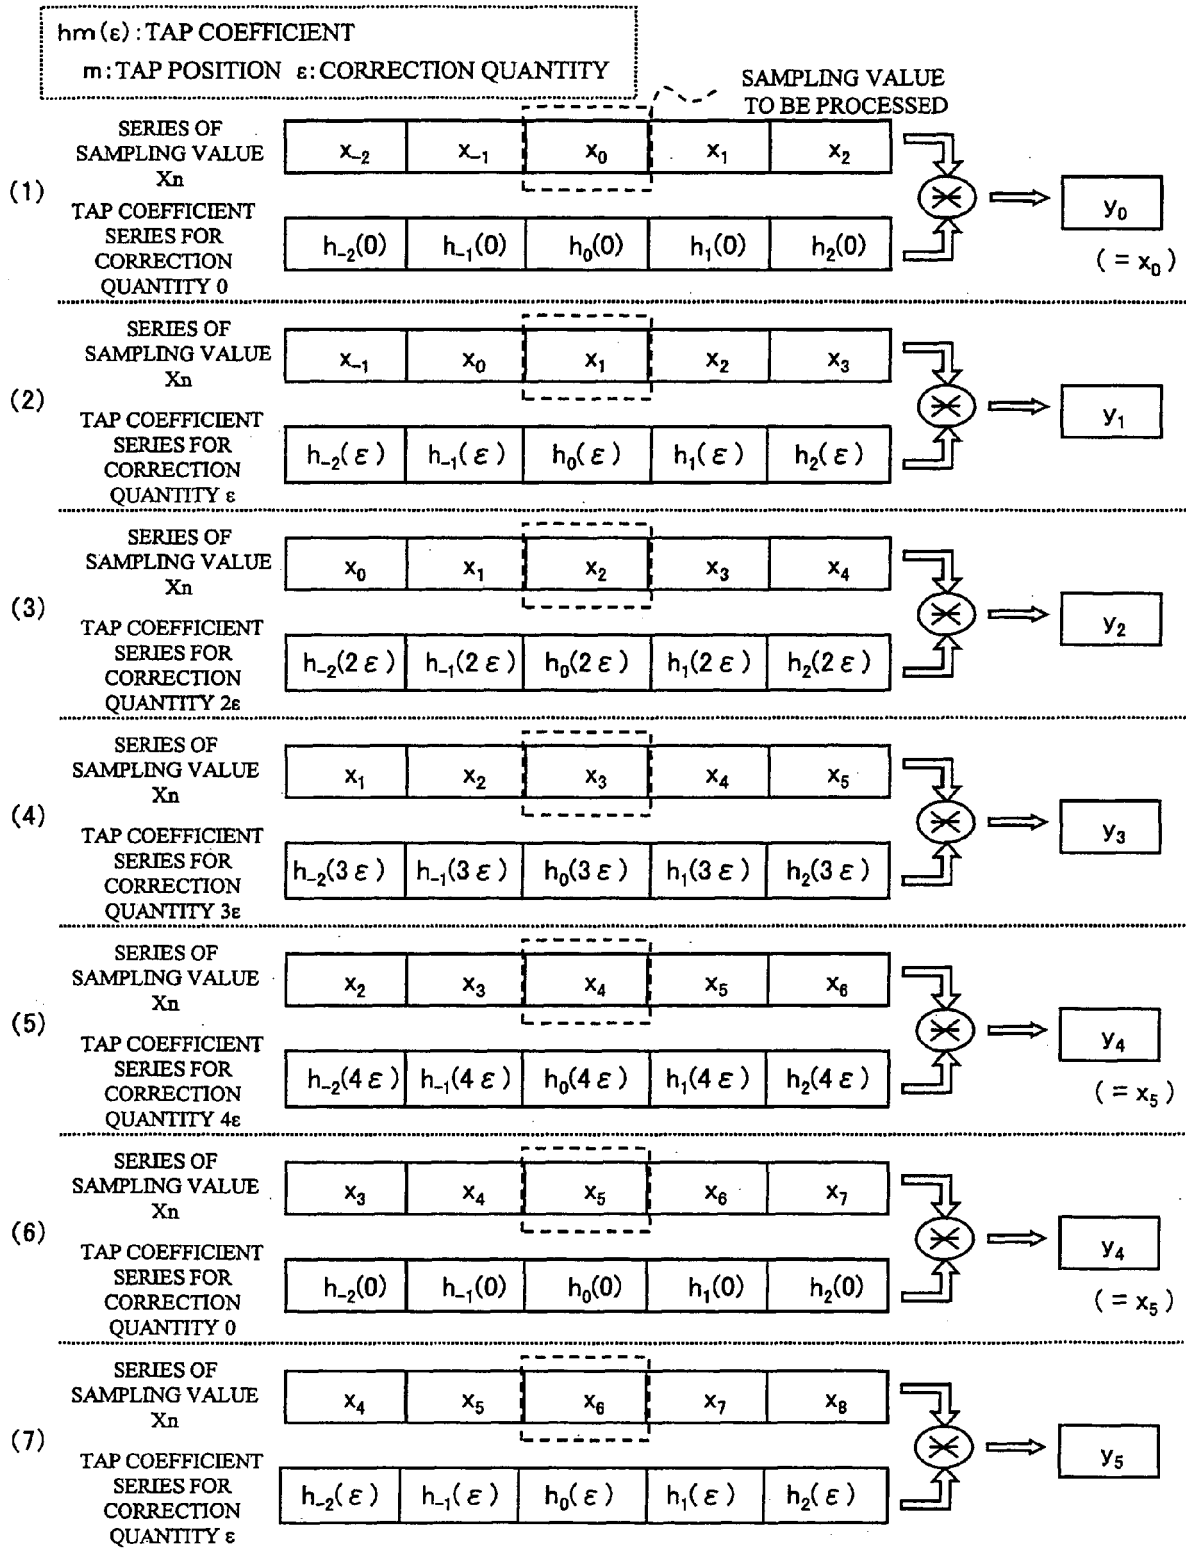 hm(ε):TAP COEFFICIENT
m:TAP POSITION ε:CORRECTION QUANTITY
SAMPLING VALUE
TO BE PROCESSED
(1)
SERIES OF
SAMPLING VALUE
Xn
x₋₂ x₋₁ x₀ x₁ x₂
TAP COEFFICIENT
SERIES FOR
CORRECTION
QUANTITY 0
h₋₂(0) h₋₁(0) h₀(0) h₁(0) h₂(0)
y₀
(=x₀)
(2)
SERIES OF
SAMPLING VALUE
Xn
x₋₁ x₀ x₁ x₂ x₃
TAP COEFFICIENT
SERIES FOR
CORRECTION
QUANTITY ε
h₋₂(ε) h₋₁(ε) h₀(ε) h₁(ε) h₂(ε)
y₁
(3)
SERIES OF
SAMPLING VALUE
Xn
x₀ x₁ x₂ x₃ x₄
TAP COEFFICIENT
SERIES FOR
CORRECTION
QUANTITY 2ε
h₋₂(2ε) h₋₁(2ε) h₀(2ε) h₁(2ε) h₂(2ε)
y₂
(4)
SERIES OF
SAMPLING VALUE
Xn
x₁ x₂ x₃ x₄ x₅
TAP COEFFICIENT
SERIES FOR
CORRECTION
QUANTITY 3ε
h₋₂(3ε) h₋₁(3ε) h₀(3ε) h₁(3ε) h₂(3ε)
y₃
(5)
SERIES OF
SAMPLING VALUE
Xn
x₂ x₃ x₄ x₅ x₆
TAP COEFFICIENT
SERIES FOR
CORRECTION
QUANTITY 4ε
h₋₂(4ε) h₋₁(4ε) h₀(4ε) h₁(4ε) h₂(4ε)
y₄
(=x₅)
(6)
SERIES OF
SAMPLING VALUE
Xn
x₃ x₄ x₅ x₆ x₇
TAP COEFFICIENT
SERIES FOR
CORRECTION
QUANTITY 0
h₋₂(0) h₋₁(0) h₀(0) h₁(0) h₂(0)
y₄
(=x₅)
(7)
SERIES OF
SAMPLING VALUE
Xn
x₄ x₅ x₆ x₇ x₈
TAP COEFFICIENT
SERIES FOR
CORRECTION
QUANTITY ε
h₋₂(ε) h₋₁(ε) h₀(ε) h₁(ε) h₂(ε)
y₅